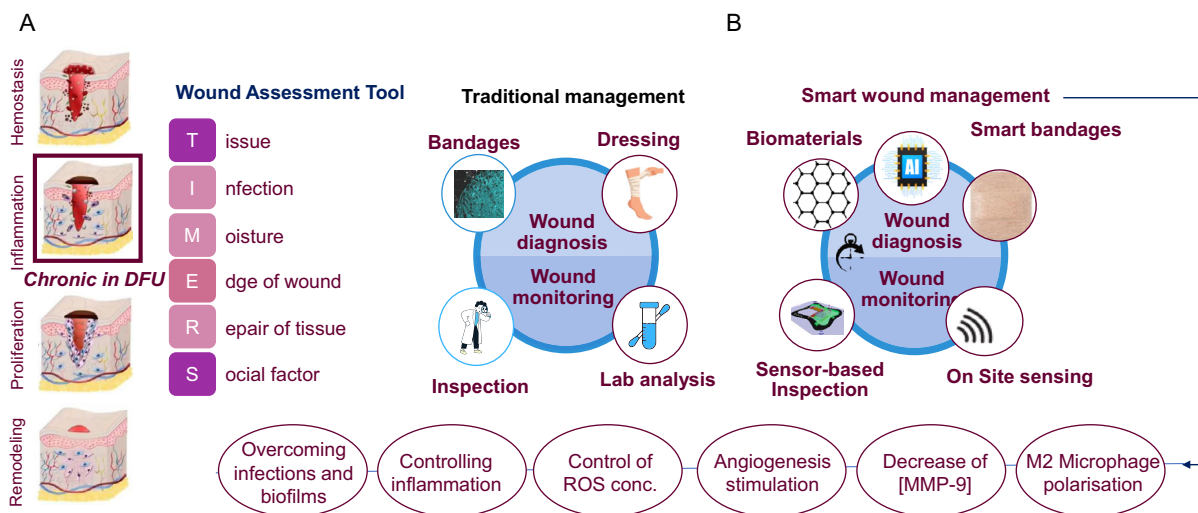 A
B
Hemostasis
Inflammation
Chronic in DFU
Proliferation
Remodeling
Wound Assessment Tool
T issue
I nfection
M oisture
E dge of wound
R epair of tissue
S ocial factor
Traditional management
Bandages
Dressing
Wound
diagnosis
Wound
monitoring
Inspection
Lab analysis
Smart wound management
Biomaterials
AI
Smart bandages
Wound
diagnosis
Wound
monitoring
Sensor-based
Inspection
On Site sensing
Overcoming
infections and
biofilms
Controlling
inflammation
Control of
ROS conc.
Angiogenesis
stimulation
Decrease of
[MMP-9]
M2 Microphage
polarisation